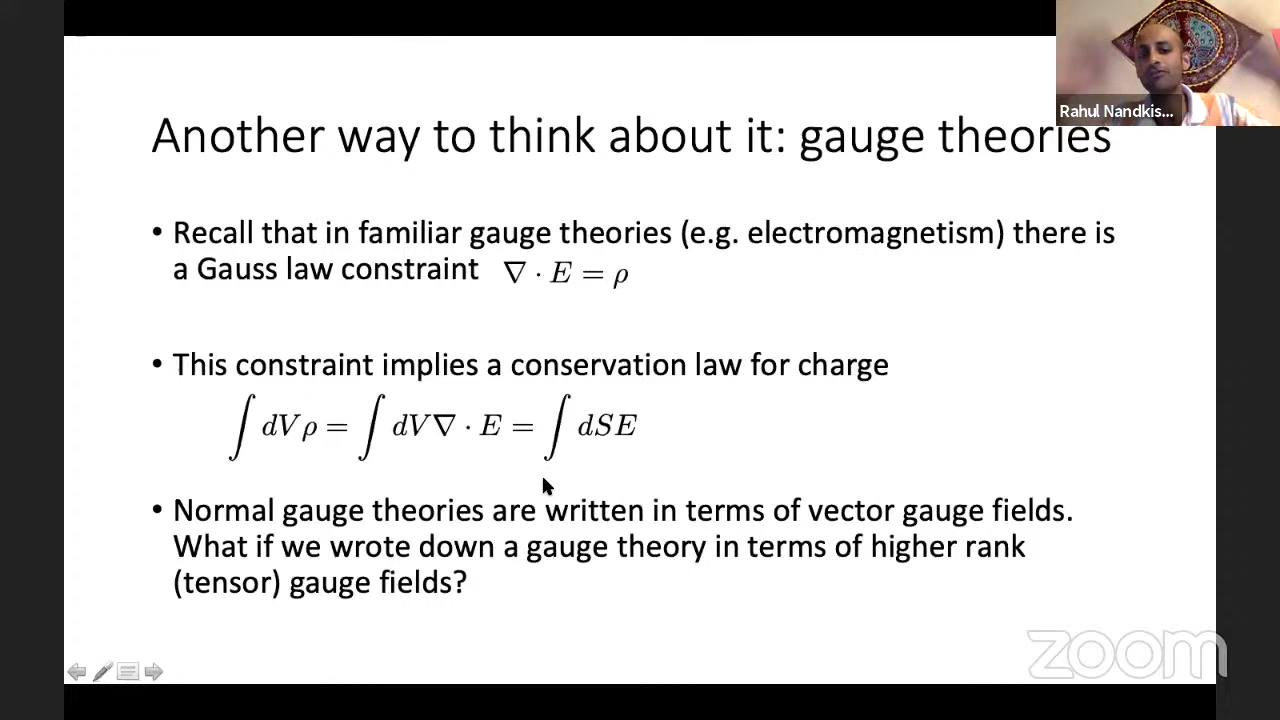 Rahul Nandkis...
Another way to think about it: gauge theories
• Recall that in familiar gauge theories (e.g. electromagnetism) there is
a Gauss law constraint ∇ · E = ρ
• This constraint implies a conservation law for charge
∫ dVρ = ∫ dV∇ · E = ∫ dSE
• Normal gauge theories are written in terms of vector gauge fields.
What if we wrote down a gauge theory in terms of higher rank
(tensor) gauge fields?
zoom